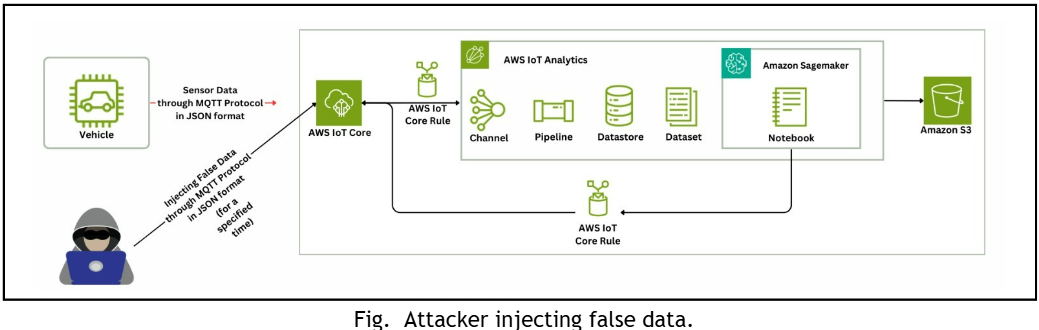 Sensor Data
through MQTT Protocol
in JSON format
Vehicle
Injecting False Data
through MQTT Protocol
in JSON format
(for a
specified
time)
AWS IoT Core
AWS IoT
Core Rule
AWS IoT Analytics
Channel
Pipeline
Datastore
Dataset
Amazon Sagemaker
Notebook
Amazon S3
AWS IoT
Core Rule
Fig. Attacker injecting false data.